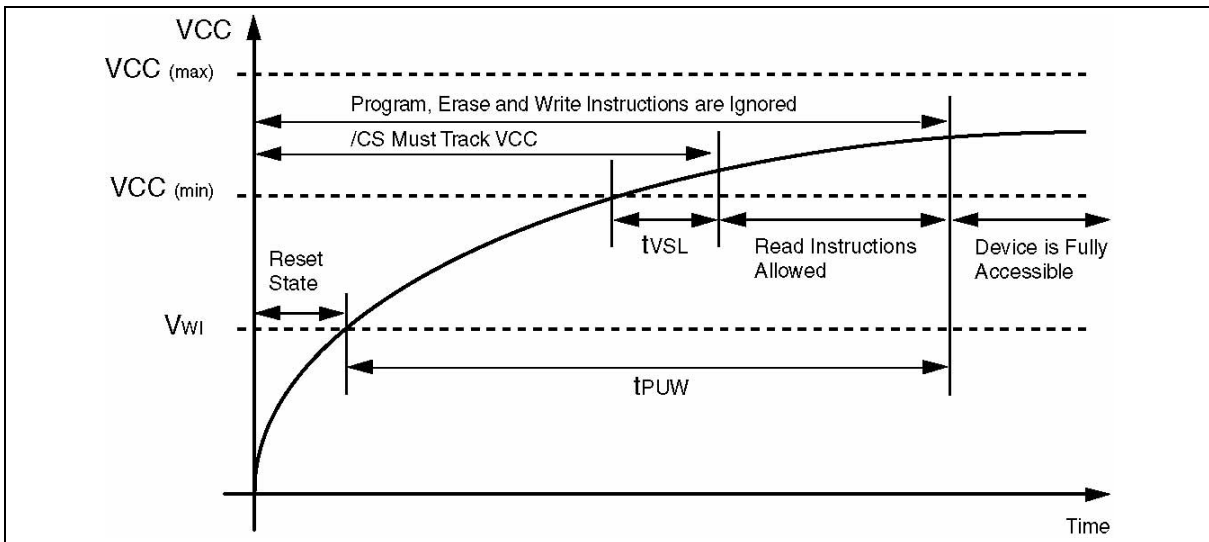 VCC
VCC (max)
Program, Erase and Write Instructions are Ignored
/CS Must Track VCC
VCC (min)
tVSL
Read Instructions
Allowed
Device is Fully
Accessible
Reset
State
VWI
tPUW
Time